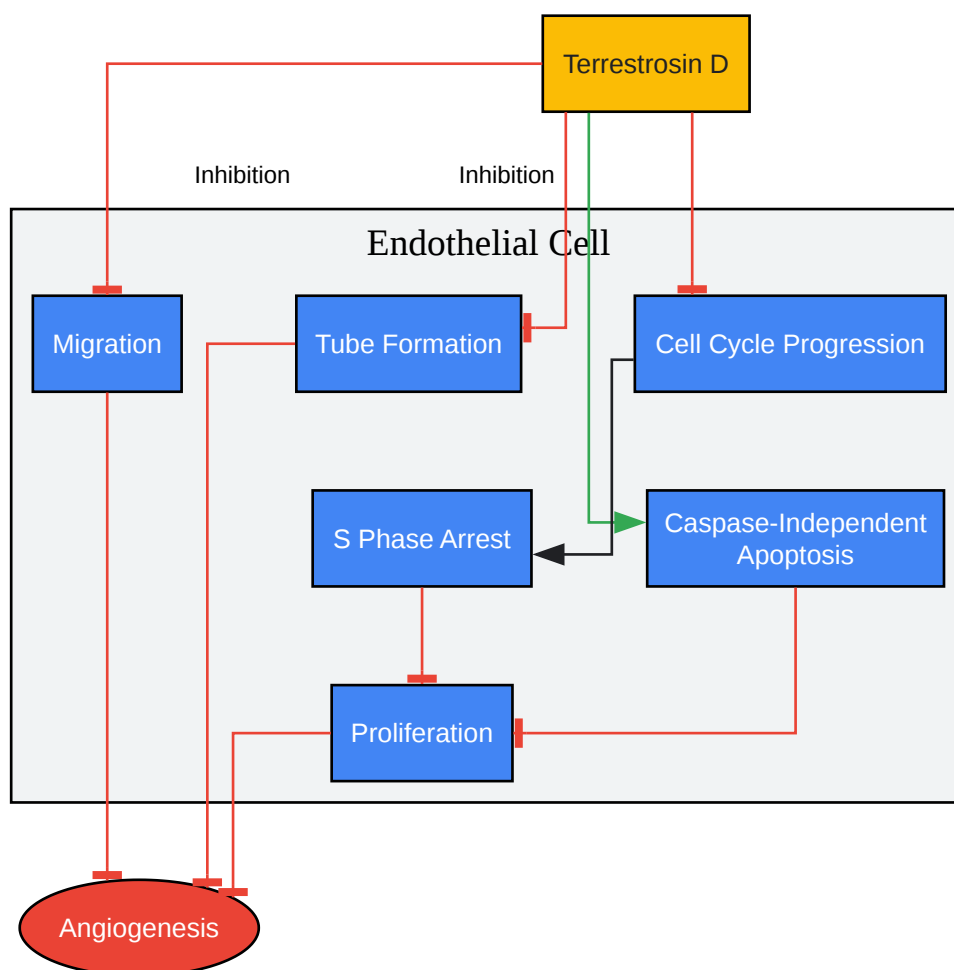 Terrestrosin D
Inhibition
Inhibition
Endothelial Cell
Migration
Tube Formation
Cell Cycle Progression
S Phase Arrest
Caspase-Independent
Apoptosis
Proliferation
Angiogenesis